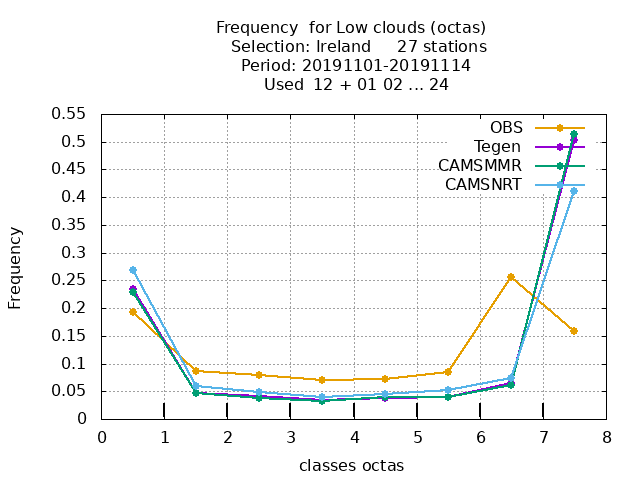 Frequency  for Low clouds (octas)
Selection: Ireland     27 stations
Period: 20191101-20191114
Used  12 + 01 02 ... 24
OBS
Tegen
CAMSMMR
CAMSNRT
Frequency
0.55
0.5
0.45
0.4
0.35
0.3
0.25
0.2
0.15
0.1
0.05
0
0 1 2 3 4 5 6 7 8
classes octas